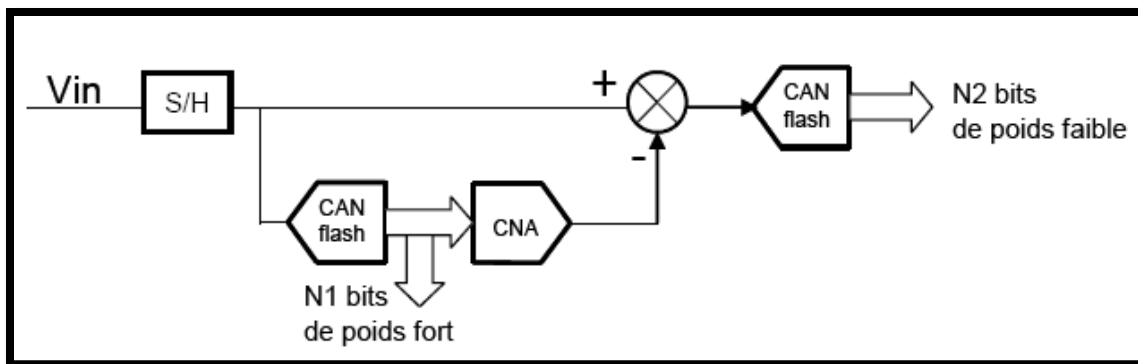 Vin
S/H
+
CAN
flash
N2 bits
de poids faible
-
CAN
flash
CNA
N1 bits
de poids fort